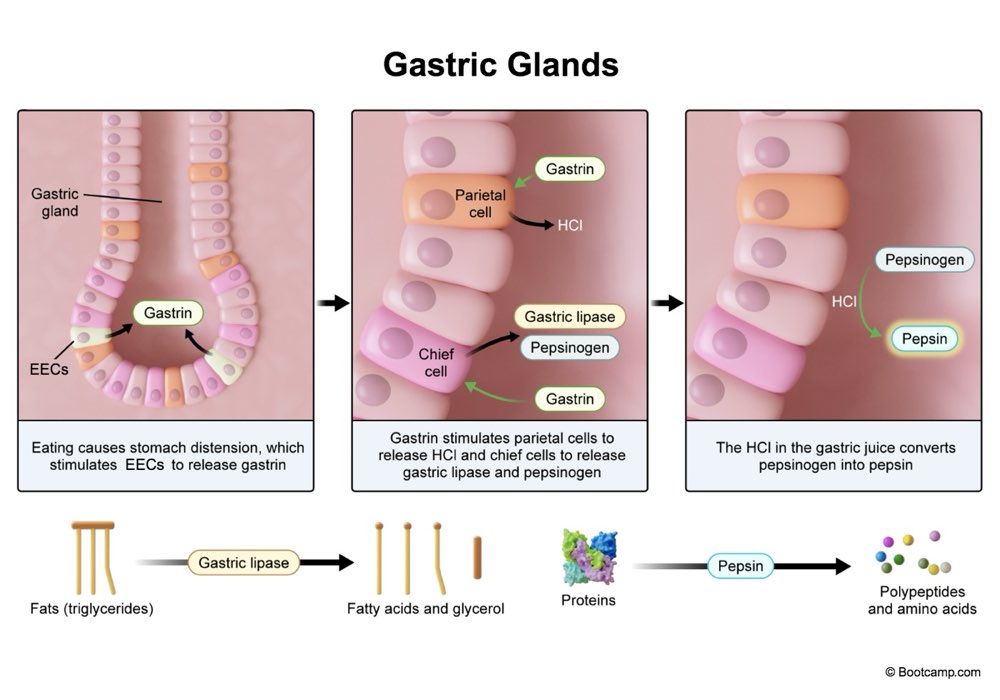 Gastric Glands
Gastric
gland
Gastrin
EECs
Eating causes stomach distension, which
stimulates EECs to release gastrin
Gastrin
Parietal
cell
HCl
Gastric lipase
Pepsinogen
Chief
cell
Gastrin
Gastrin stimulates parietal cells to
release HCl and chief cells to release
gastric lipase and pepsinogen
Pepsinogen
HCl
Pepsin
The HCl in the gastric juice converts
pepsinogen into pepsin
Fats (triglycerides)
Gastric lipase
Fatty acids and glycerol
Proteins
Pepsin
Polypeptides
and amino acids
© Bootcamp.com